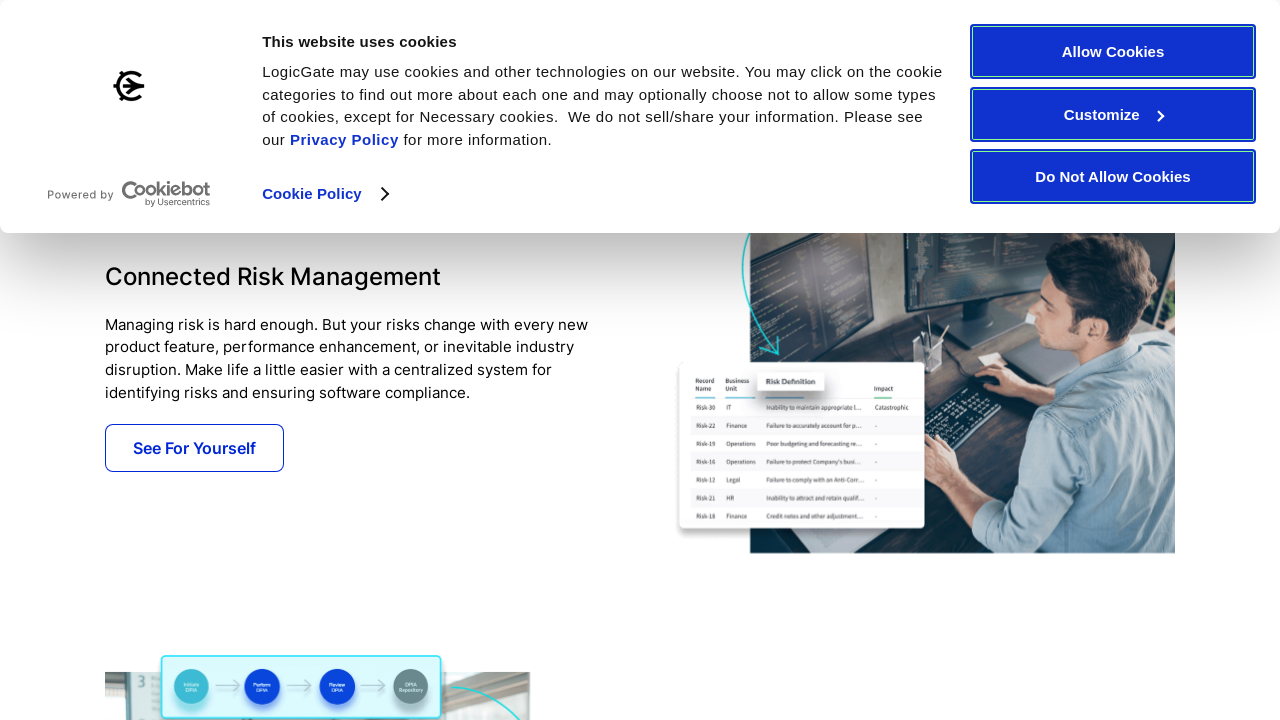 This website uses cookies
LogicGate may use cookies and other technologies on our website. You may click on the cookie
categories to find out more about each one and may optionally choose not to allow some types
of cookies, except for Necessary cookies.  We do not sell/share your information. Please see
our Privacy Policy for more information.
Cookie Policy
Powered by Cookiebot
by Usercentrics
Allow Cookies
Customize
Do Not Allow Cookies
Connected Risk Management
Managing risk is hard enough. But your risks change with every new
product feature, performance enhancement, or inevitable industry
disruption. Make life a little easier with a centralized system for
identifying risks and ensuring software compliance.
See For Yourself
Record Name Business Unit Risk Definition Impact
Risk-30 IT Inability to maintain appropriate l... Catastrophic
Risk-22 Finance Failure to accurately account for p... -
Risk-19 Operations Poor budgeting and forecasting re... -
Risk-16 Operations Failure to protect Company's busi... -
Risk-12 Legal Failure to comply with an Anti-Corr... -
Risk-21 HR Inability to attract and retain qualif... -
Risk-18 Finance Credit notes and other adjustment... -
Initiate DPIA
Perform DPIA
Review DPIA
DPIA Repository